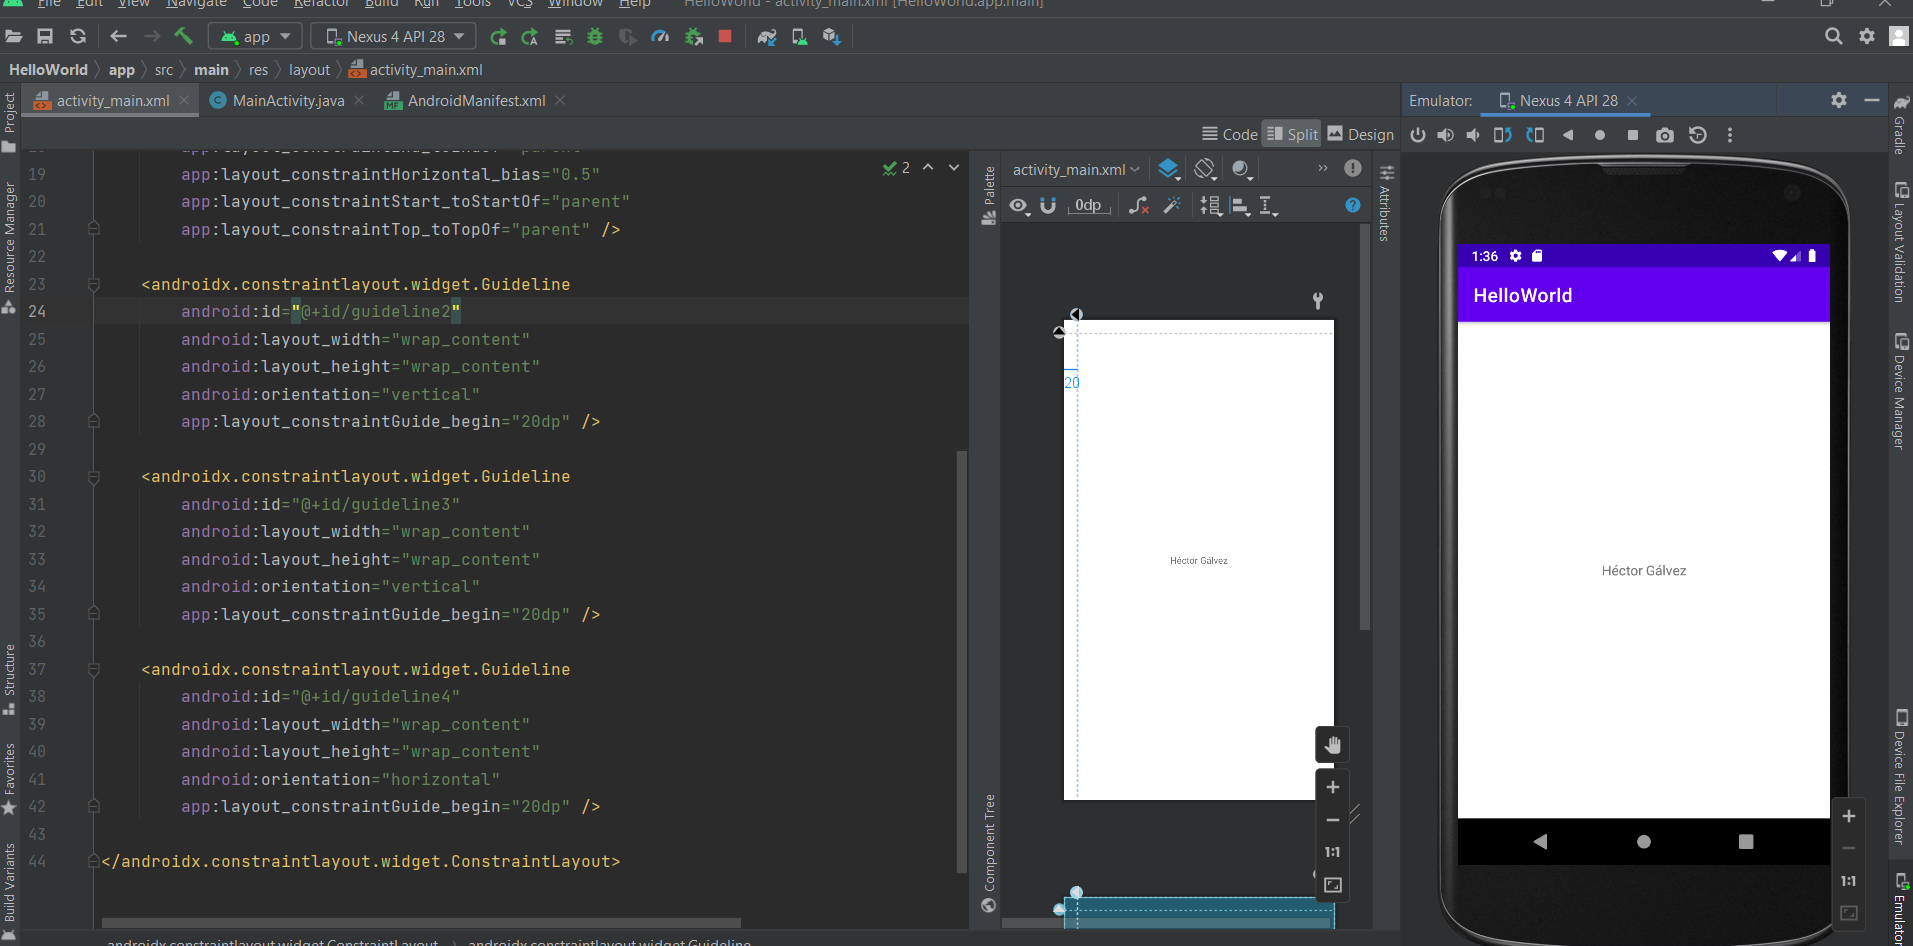 File Edit View Navigate Code Refactor Build Run Tools VCS Window Help HelloWorld - activity_main.xml [HelloWorld.app.main]
app Nexus 4 API 28
HelloWorld app src main res layout activity_main.xml
activity_main.xml MainActivity.java AndroidManifest.xml
Emulator: Nexus 4 API 28
Code Split Design
Project
Resource Manager
Structure
Favorites
Build Variants
19 app:layout_constraintHorizontal_bias="0.5"
20 app:layout_constraintStart_toStartOf="parent"
21 app:layout_constraintTop_toTopOf="parent" />
22
23 <androidx.constraintlayout.widget.Guideline
24 android:id="@+id/guideline2"
25 android:layout_width="wrap_content"
26 android:layout_height="wrap_content"
27 android:orientation="vertical"
28 app:layout_constraintGuide_begin="20dp" />
29
30 <androidx.constraintlayout.widget.Guideline
31 android:id="@+id/guideline3"
32 android:layout_width="wrap_content"
33 android:layout_height="wrap_content"
34 android:orientation="vertical"
35 app:layout_constraintGuide_begin="20dp" />
36
37 <androidx.constraintlayout.widget.Guideline
38 android:id="@+id/guideline4"
39 android:layout_width="wrap_content"
40 android:layout_height="wrap_content"
41 android:orientation="horizontal"
42 app:layout_constraintGuide_begin="20dp" />
43
44 </androidx.constraintlayout.widget.ConstraintLayout>
androidx.constraintlayout.widget.ConstraintLayout androidx.constraintlayout.widget.Guideline
2
Palette
Component Tree
activity_main.xml
0dp
Attributes
20
Héctor Gálvez
1:1
1:36
HelloWorld
Héctor Gálvez
1:1
Gradle
Layout Validation
Device Manager
Device File Explorer
Emulator